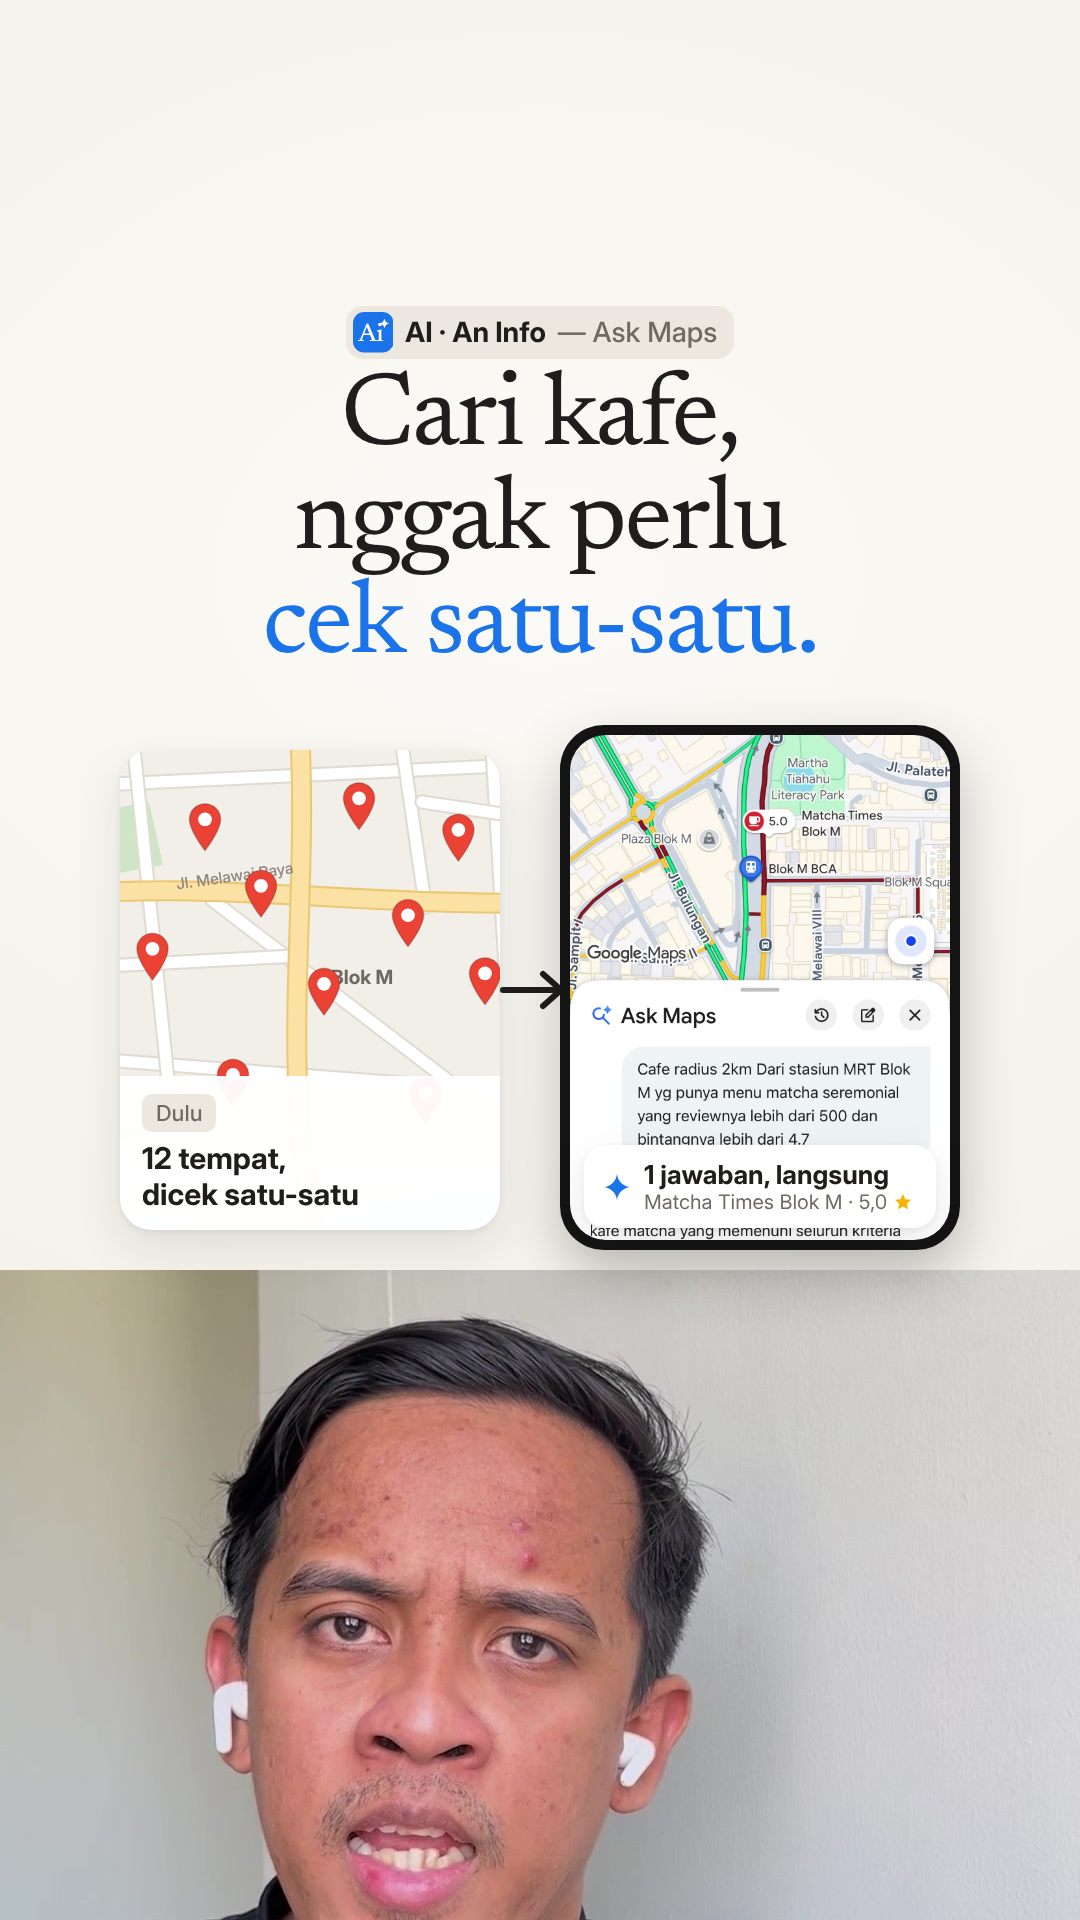 Ai AI · An Info — Ask Maps
Cari kafe,
nggak perlu
cek satu-satu.
Jl. Melawai Raya
Blok M
Dulu
12 tempat,
dicek satu-satu
Martha
Tiahahu
Literacy Park
Jl. Palateh
5.0
Matcha Times
Blok M
Plaza Blok M
Blok M BCA
Blok M Squa
Jl. Bulungan
Jl. Sampit I
Melawai VIII
Google Maps
Ask Maps
Cafe radius 2km Dari stasiun MRT Blok
M yg punya menu matcha seremonial
yang reviewnya lebih dari 500 dan
bintangnya lebih dari 4.7
1 jawaban, langsung
Matcha Times Blok M · 5,0
kafe matcha yang memenuhi seluruh kriteria